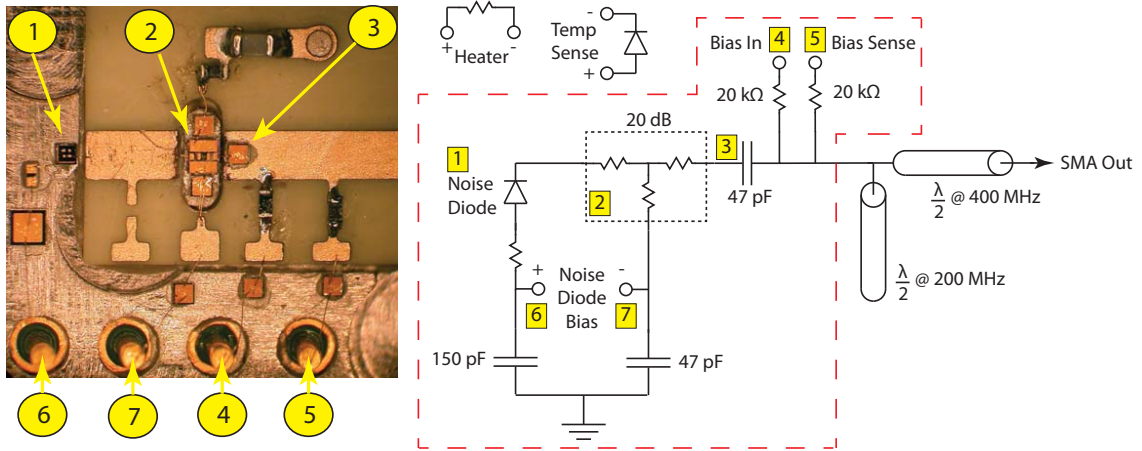 1
2
3
6
7
4
5
+
-
Heater
-
Temp
Sense
+
Bias In
4
5
Bias Sense
20 kΩ
20 kΩ
20 dB
1
Noise
Diode
2
3
47 pF
SMA Out
λ
2
@ 400 MHz
λ
2
@ 200 MHz
+
Noise
Diode
Bias
-
6
7
150 pF
47 pF